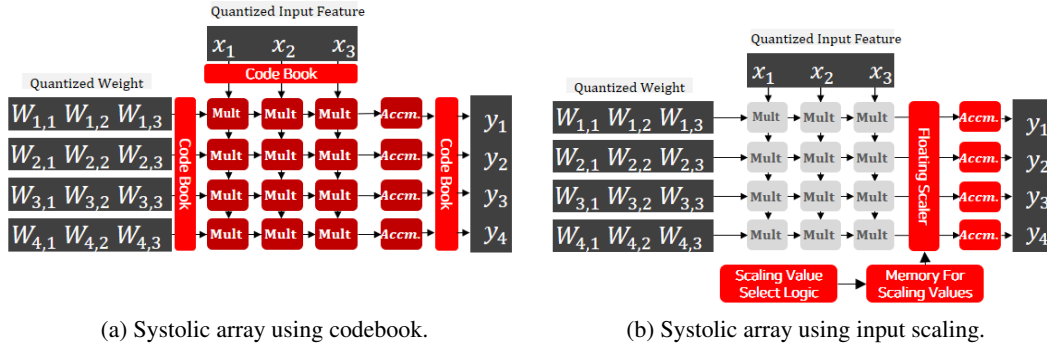 Quantized Input Feature
x₁ x₂ x₃
Code Book
Quantized Weight
W₁,₁ W₁,₂ W₁,₃
Mult Mult Mult Accm.
y₁
W₂,₁ W₂,₂ W₂,₃
Mult Mult Mult Accm.
y₂
W₃,₁ W₃,₂ W₃,₃
Mult Mult Mult Accm.
y₃
W₄,₁ W₄,₂ W₄,₃
Mult Mult Mult Accm.
y₄
Code Book
Code Book
(a) Systolic array using codebook.
Quantized Input Feature
x₁ x₂ x₃
Quantized Weight
W₁,₁ W₁,₂ W₁,₃
Mult Mult Mult
Accm.
y₁
W₂,₁ W₂,₂ W₂,₃
Mult Mult Mult
Accm.
y₂
W₃,₁ W₃,₂ W₃,₃
Mult Mult Mult
Accm.
y₃
W₄,₁ W₄,₂ W₄,₃
Mult Mult Mult
Accm.
y₄
Floating Scaler
Scaling Value
Select Logic
Memory For
Scaling Values
(b) Systolic array using input scaling.